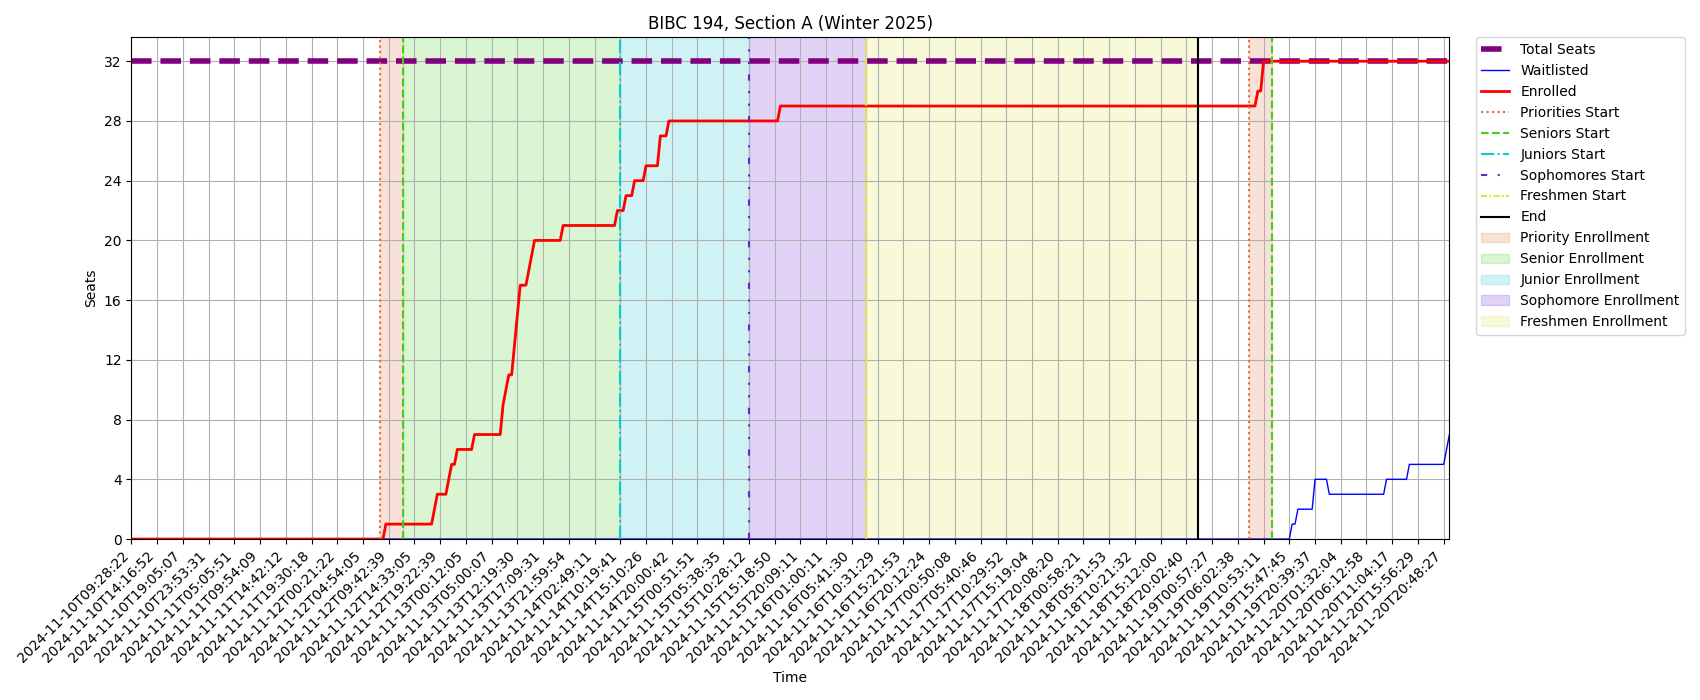 BIBC 194, Section A (Winter 2025)
Seats
32
28
24
20
16
12
8
4
0
2024-11-10T09:28:22
2024-11-10T14:16:52
2024-11-10T19:05:07
2024-11-10T23:53:31
2024-11-11T05:05:51
2024-11-11T09:54:09
2024-11-11T14:42:12
2024-11-11T19:30:18
2024-11-12T00:21:22
2024-11-12T04:54:05
2024-11-12T09:42:39
2024-11-12T14:33:05
2024-11-12T19:22:39
2024-11-13T00:12:05
2024-11-13T05:00:07
2024-11-13T12:19:30
2024-11-13T17:09:31
2024-11-13T21:59:54
2024-11-14T02:49:11
2024-11-14T10:19:41
2024-11-14T15:10:26
2024-11-14T20:00:42
2024-11-15T00:51:51
2024-11-15T05:38:35
2024-11-15T10:28:12
2024-11-15T15:18:50
2024-11-15T20:09:11
2024-11-16T01:00:11
2024-11-16T05:41:30
2024-11-16T10:31:29
2024-11-16T15:21:53
2024-11-16T20:12:24
2024-11-17T00:50:08
2024-11-17T05:40:46
2024-11-17T10:29:52
2024-11-17T15:19:04
2024-11-17T20:08:20
2024-11-18T00:58:21
2024-11-18T05:31:53
2024-11-18T10:21:32
2024-11-18T15:12:00
2024-11-18T20:02:40
2024-11-19T00:57:27
2024-11-19T06:02:38
2024-11-19T10:53:11
2024-11-19T15:47:45
2024-11-19T20:39:37
2024-11-20T01:32:04
2024-11-20T06:12:58
2024-11-20T11:04:17
2024-11-20T15:56:29
2024-11-20T20:48:27
Time
Total Seats
Waitlisted
Enrolled
Priorities Start
Seniors Start
Juniors Start
Sophomores Start
Freshmen Start
End
Priority Enrollment
Senior Enrollment
Junior Enrollment
Sophomore Enrollment
Freshmen Enrollment